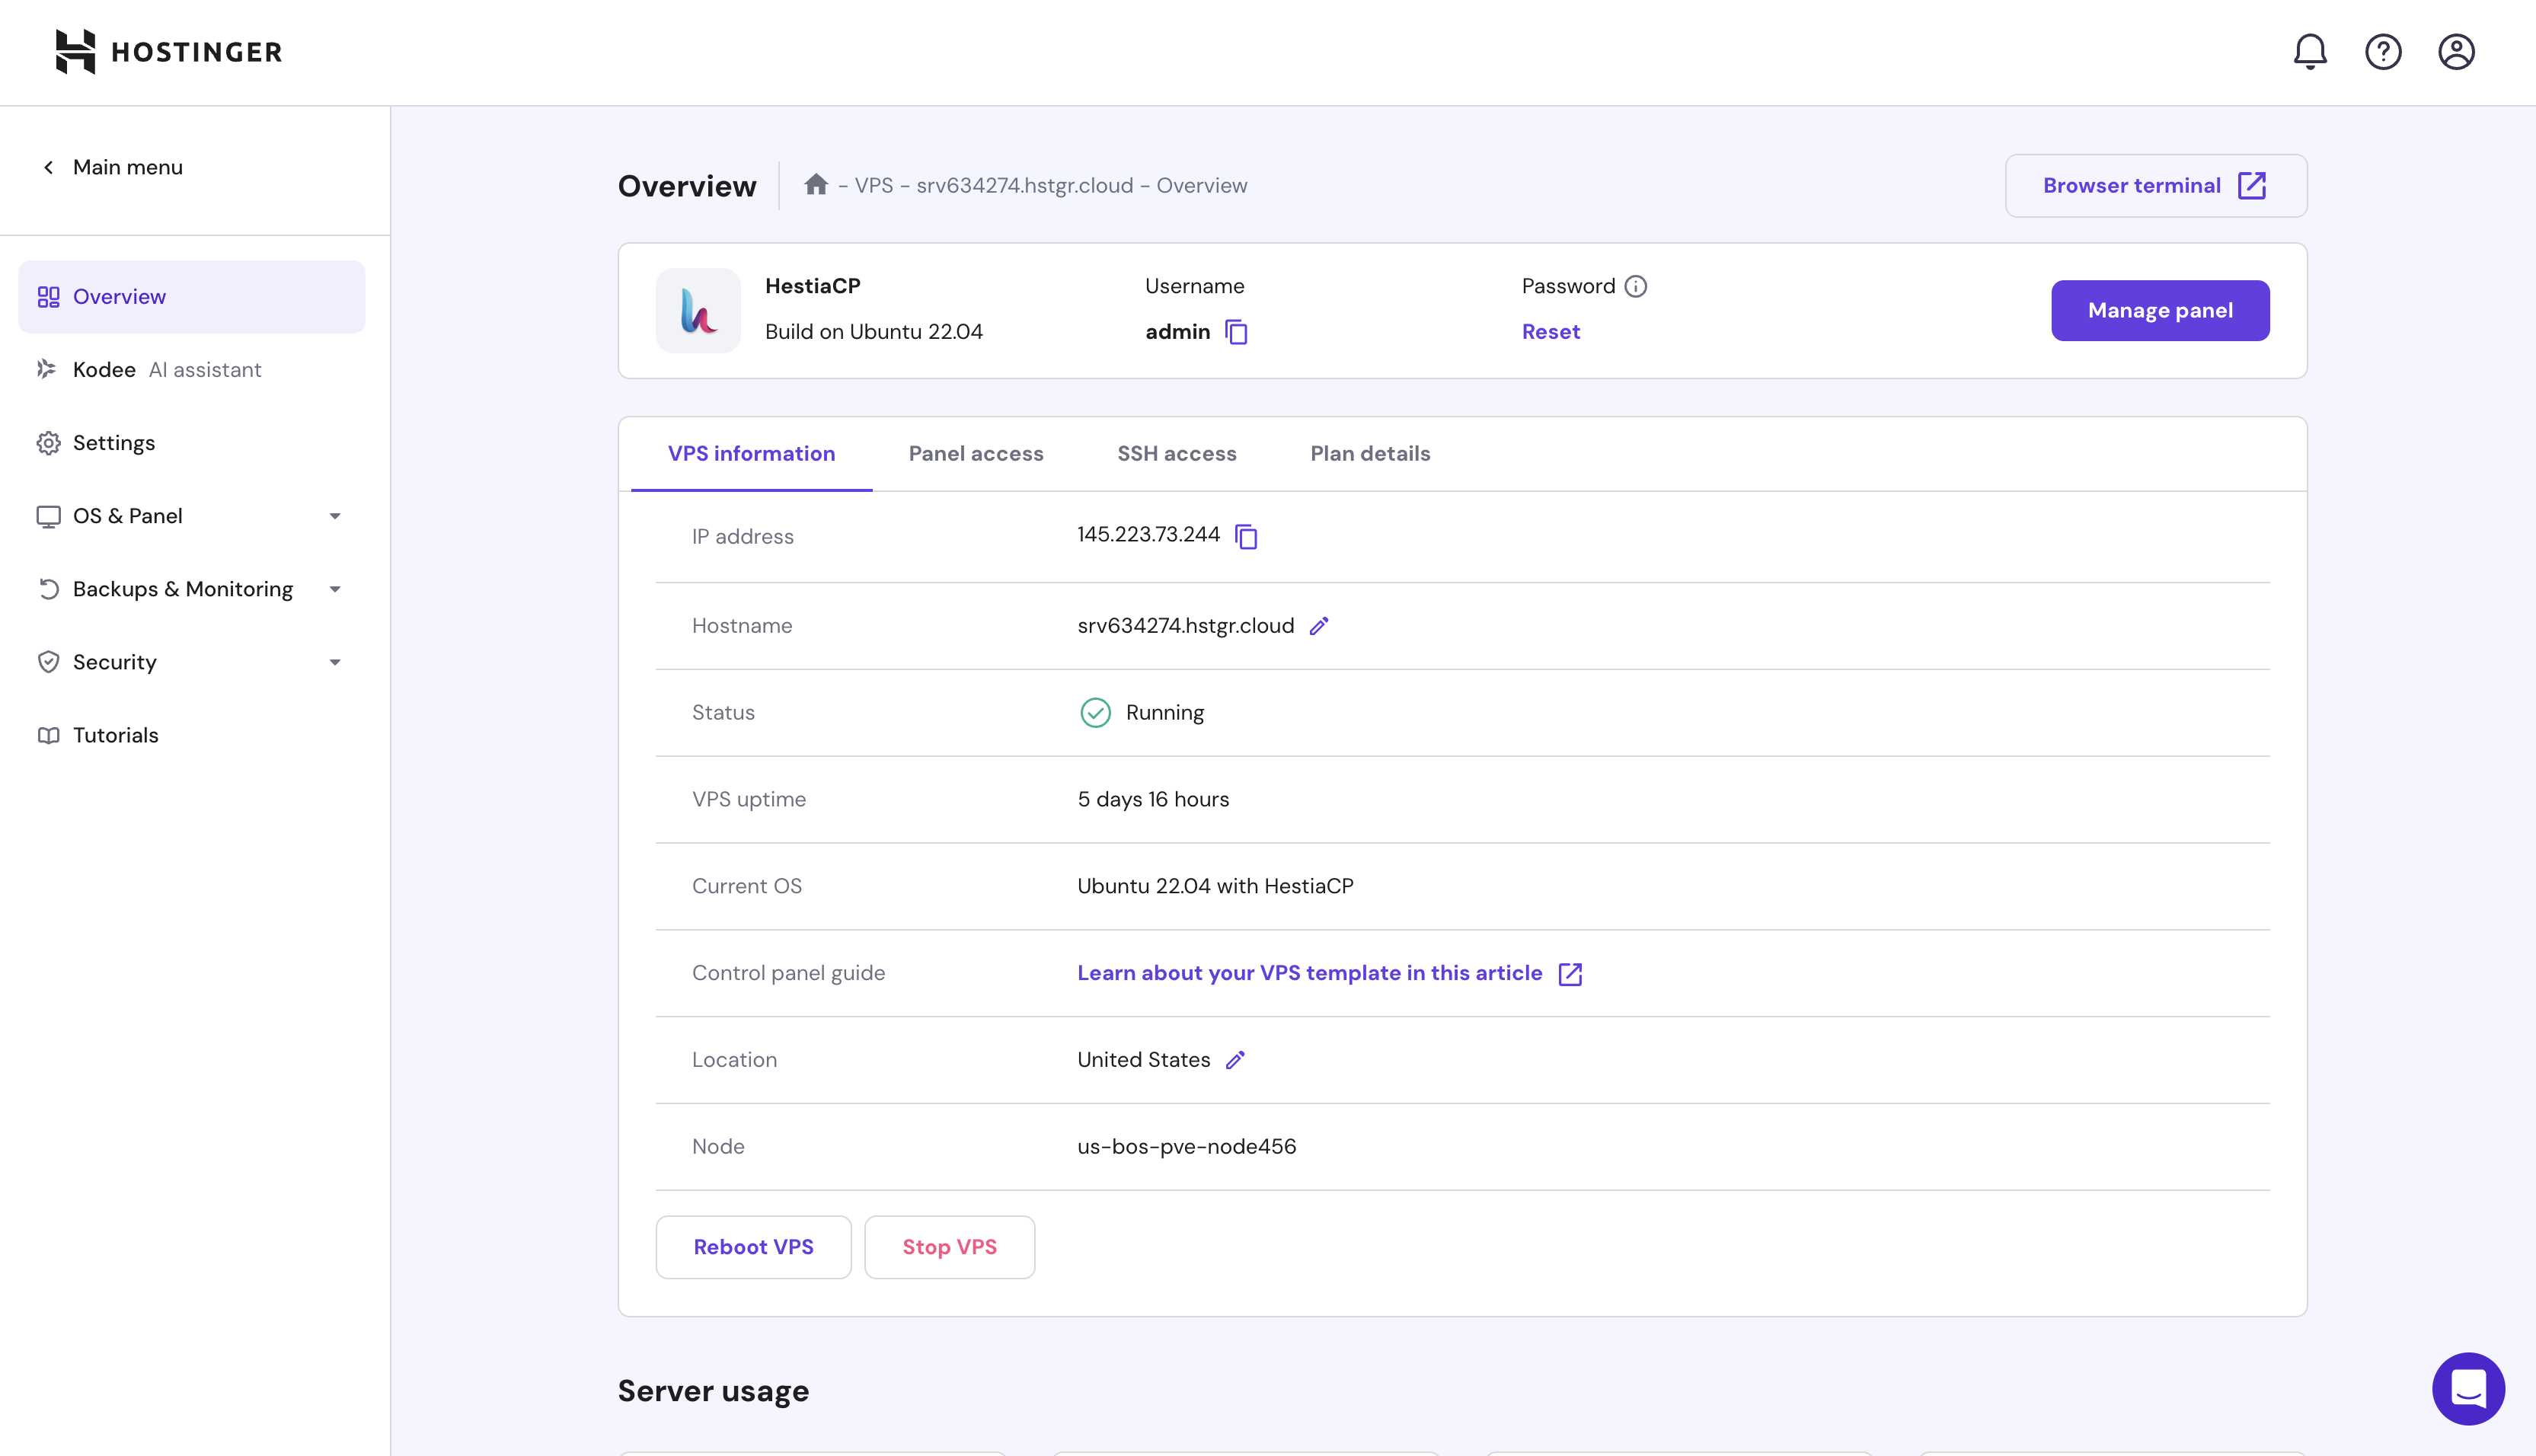 HOSTINGER
Main menu
Overview
Kodee AI assistant
Settings
OS & Panel
Backups & Monitoring
Security
Tutorials
Overview
- VPS - srv634274.hstgr.cloud - Overview
Browser terminal
HestiaCP
Build on Ubuntu 22.04
Username
admin
Password
Reset
Manage panel
VPS information
Panel access
SSH access
Plan details
IP address
145.223.73.244
Hostname
srv634274.hstgr.cloud
Status
Running
VPS uptime
5 days 16 hours
Current OS
Ubuntu 22.04 with HestiaCP
Control panel guide
Learn about your VPS template in this article
Location
United States
Node
us-bos-pve-node456
Reboot VPS
Stop VPS
Server usage